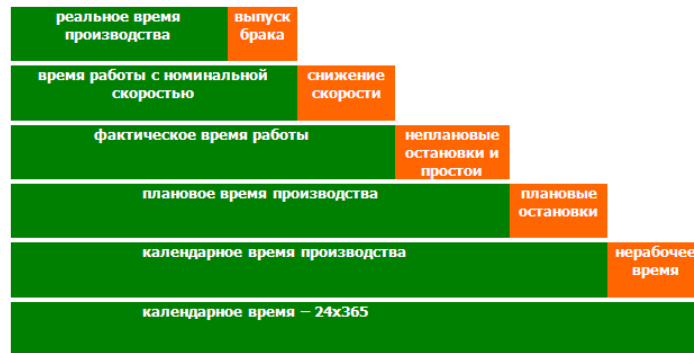 реальное время
производства
выпуск
брака
время работы с номинальной
скоростью
снижение
скорости
фактическое время работы
неплановые
остановки и
простои
плановое время производства
плановые
остановки
календарное время производства
нерабочее
время
календарное время – 24х365